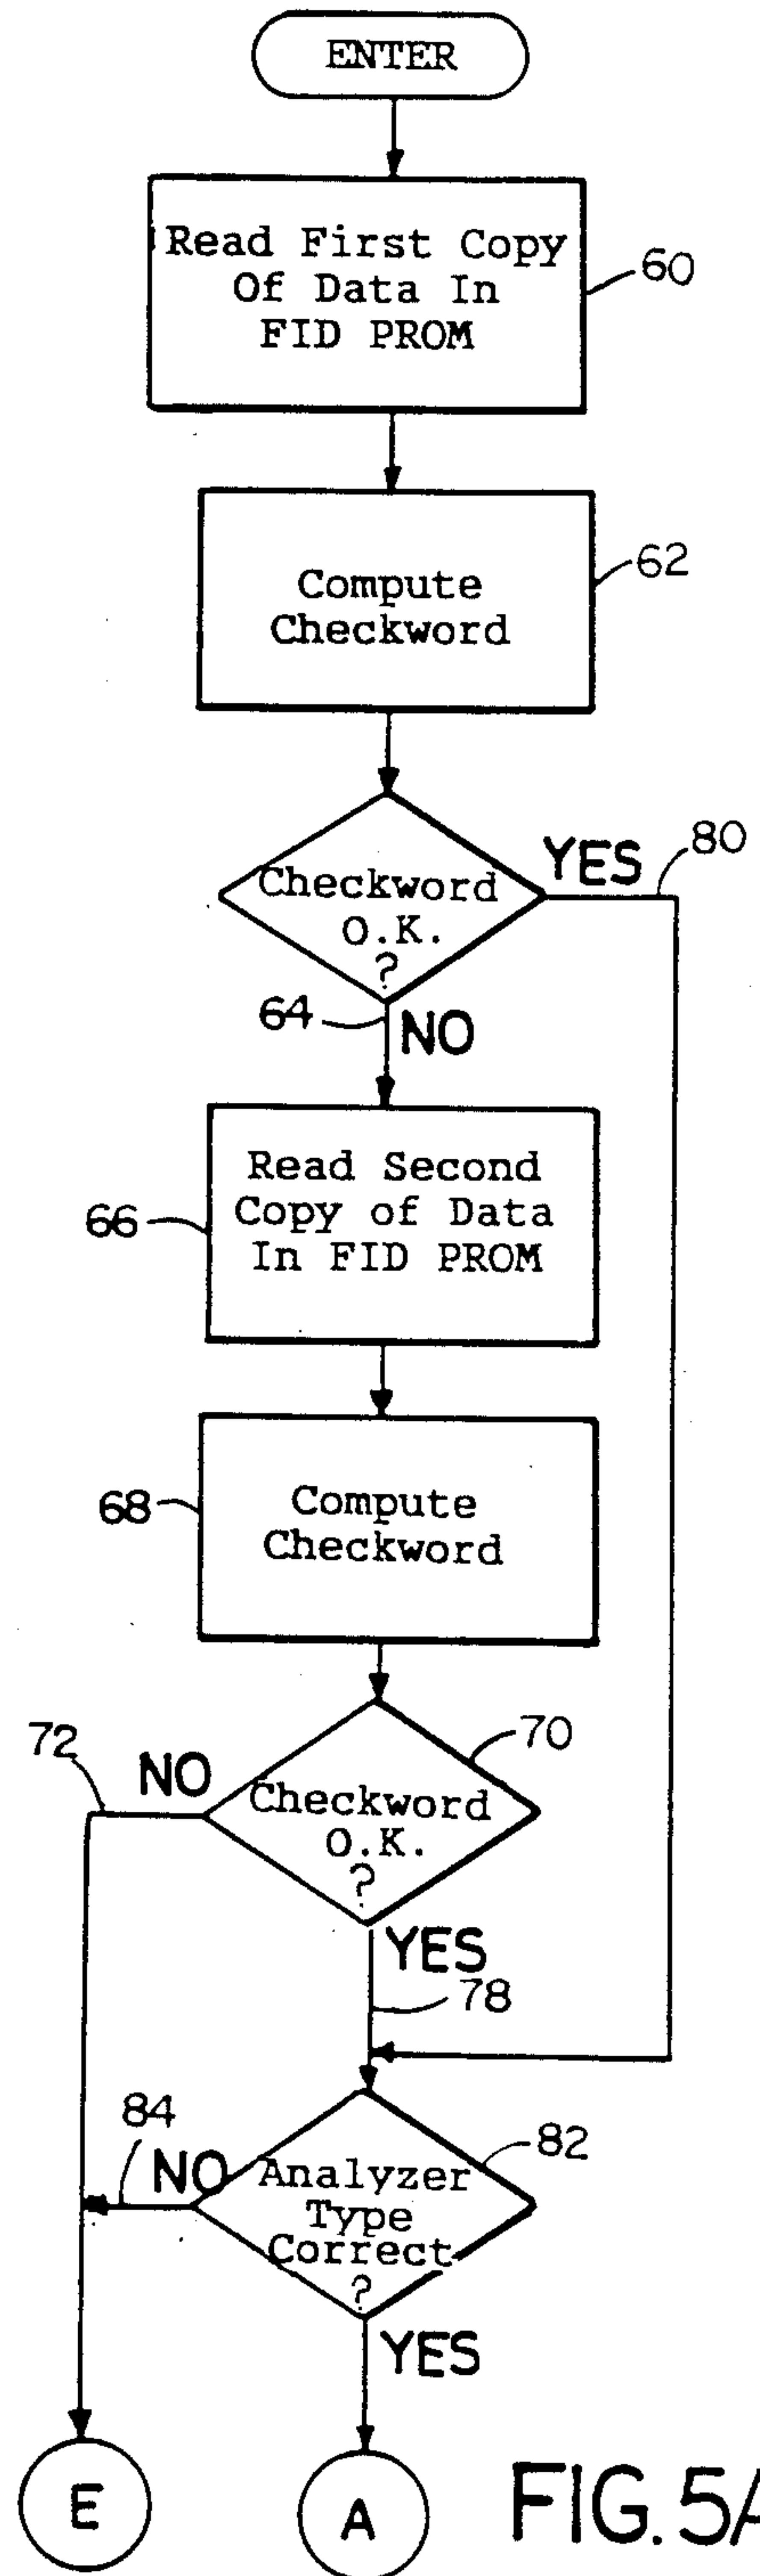 ENTER
Read First Copy
Of Data In
FID PROM
60
Compute
Checkword
62
YES
80
Checkword
O.K.
?
64
NO
Read Second
Copy of Data
In FID PROM
66
Compute
Checkword
68
70
72
NO
Checkword
O.K.
?
YES
78
84
NO
82
Analyzer
Type
Correct
?
YES
E
A
FIG. 5A